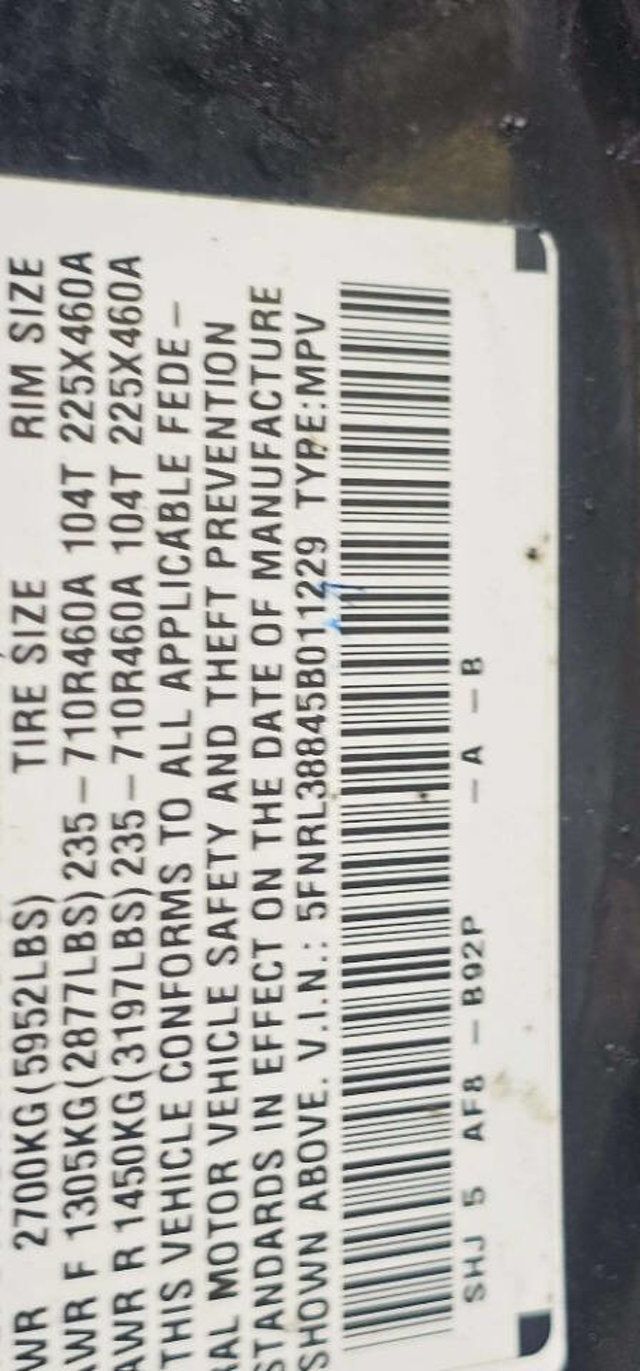 WR 2700KG(5952LBS) TIRE SIZE RIM SIZE
AWR F 1305KG(2877LBS) 235-710R460A 104T 225X460A
AWR R 1450KG(3197LBS) 235-710R460A 104T 225X460A
THIS VEHICLE CONFORMS TO ALL APPLICABLE FEDE-
RAL MOTOR VEHICLE SAFETY AND THEFT PREVENTION
STANDARDS IN EFFECT ON THE DATE OF MANUFACTURE
SHOWN ABOVE. V.I.N.: 5FNRL38845B011229 TYPE:MPV
SHJ 5 AF8 - B92P - A - B